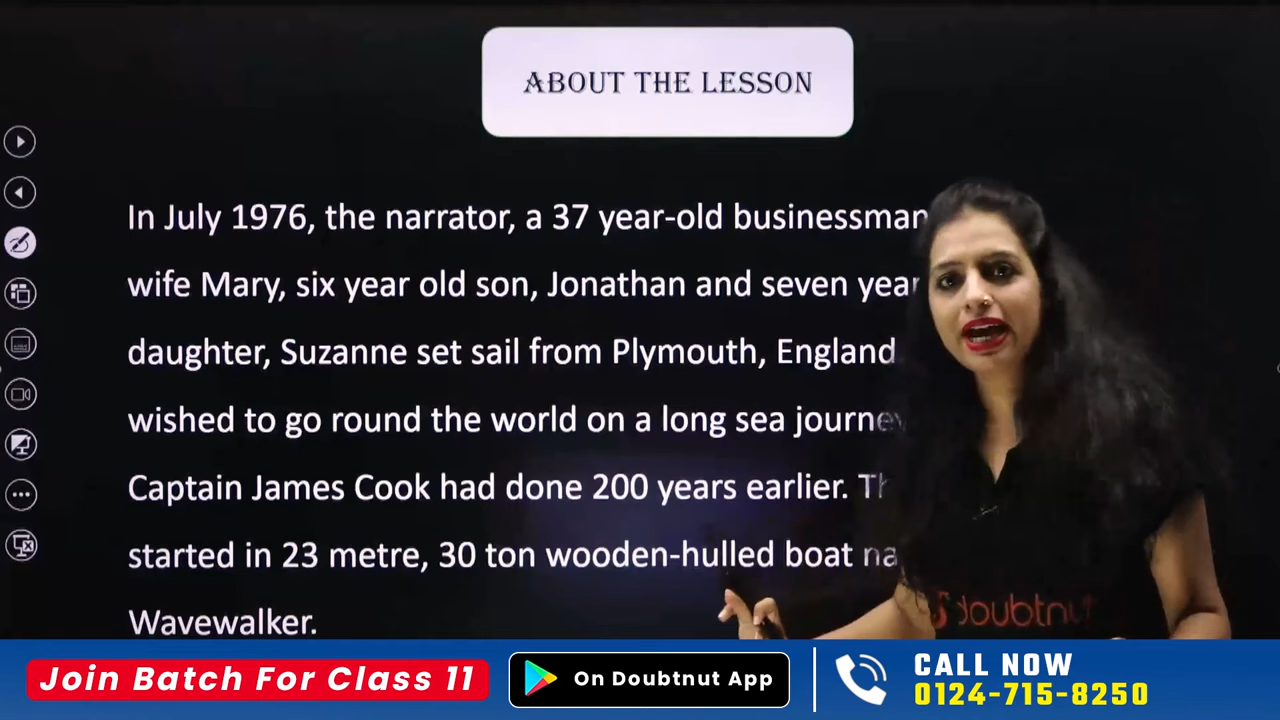 ABOUT THE LESSON
In July 1976, the narrator, a 37 year-old businessman
wife Mary, six year old son, Jonathan and seven year
daughter, Suzanne set sail from Plymouth, England.
wished to go round the world on a long sea journey
Captain James Cook had done 200 years earlier. Th
started in 23 metre, 30 ton wooden-hulled boat na
Wavewalker.
doubtnut
Join Batch For Class 11
On Doubtnut App
CALL NOW
0124-715-8250